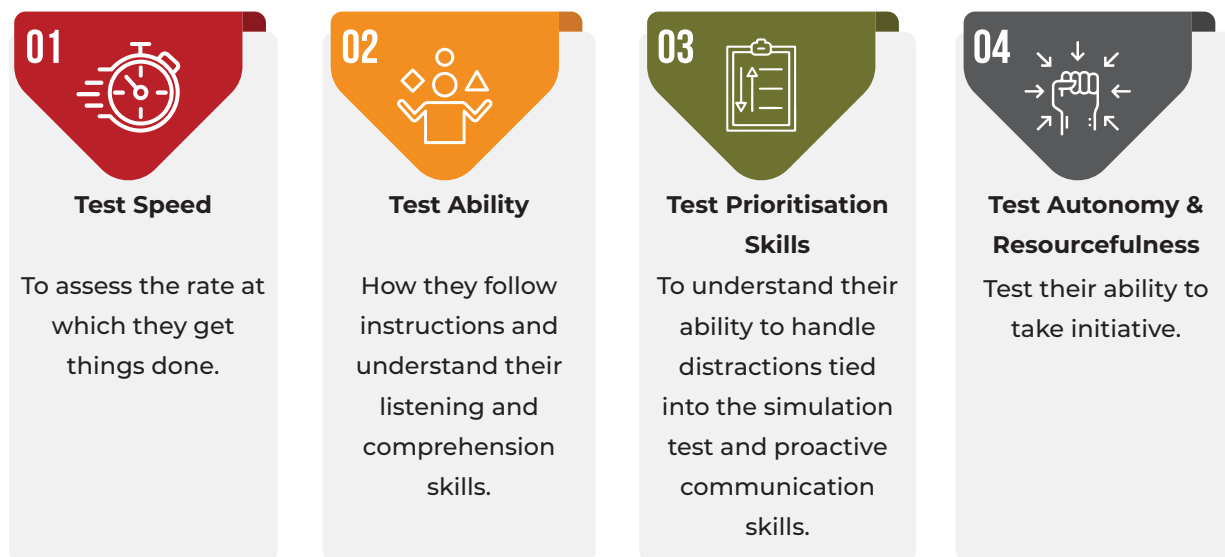 01
Test Speed
To assess the rate at
which they get
things done.
02
Test Ability
How they follow
instructions and
understand their
listening and
comprehension
skills.
03
Test Prioritisation
Skills
To understand their
ability to handle
distractions tied
into the simulation
test and proactive
communication
skills.
04
Test Autonomy &
Resourcefulness
Test their ability to
take initiative.